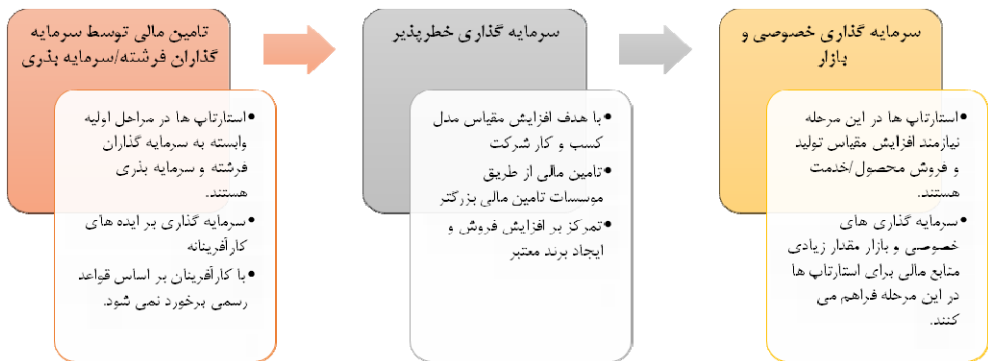 تامین مالی توسط سرمایه
گذاران فرشته/سرمایه بذری
•استارتاپ ها در مراحل اولیه
وابسته به سرمایه گذاران
فرشته و سرمایه بذری
هستند.
•سرمایه گذاری بر ایده های
کارآفرینانه
•با کارآفرینان بر اساس قواعد
رسمی برخورد نمی شود.
سرمایه گذاری خطرپذیر
•با هدف افزایش مقیاس مدل
کسب و کار شرکت
•تامین مالی از طریق
موسسات تامین مالی بزرگتر
•تمرکز بر افزایش فروش و
ایجاد برند معتبر
سرمایه گذاری خصوصی و
بازار
•استارتاپ ها در این مرحله
نیازمند افزایش مقیاس تولید
و فروش محصول/خدمت
هستند.
•سرمایه گذاری های
خصوصی و بازار مقدار زیادی
منابع مالی برای استارتاپ ها
در این مرحله فراهم می
کنند.